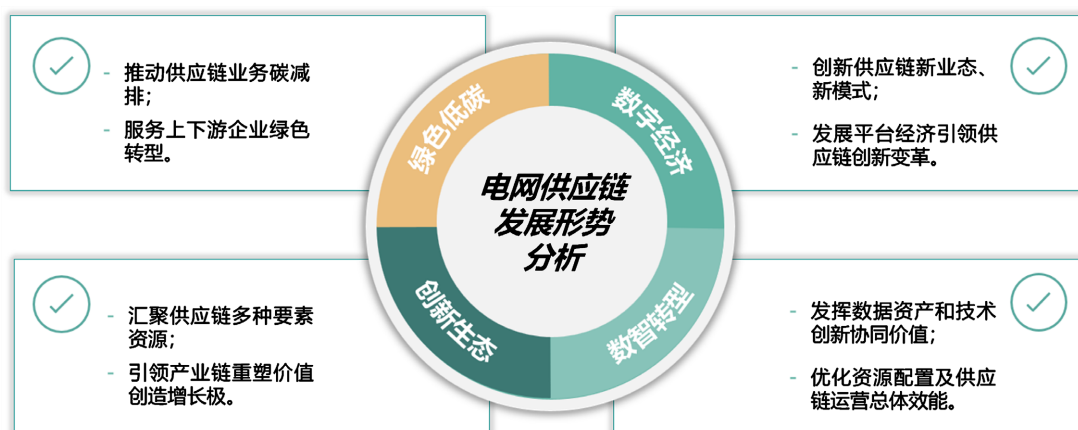 - 推动供应链业务碳减
排；
- 服务上下游企业绿色
转型。
绿色低碳
数字经济
- 创新供应链新业态、
新模式；
- 发展平台经济引领供
应链创新变革。
电网供应链
发展形势
分析
- 汇聚供应链多种要素
资源；
- 引领产业链重塑价值
创造增长极。
创新生态
数智转型
- 发挥数据资产和技术
创新协同价值；
- 优化资源配置及供应
链运营总体效能。